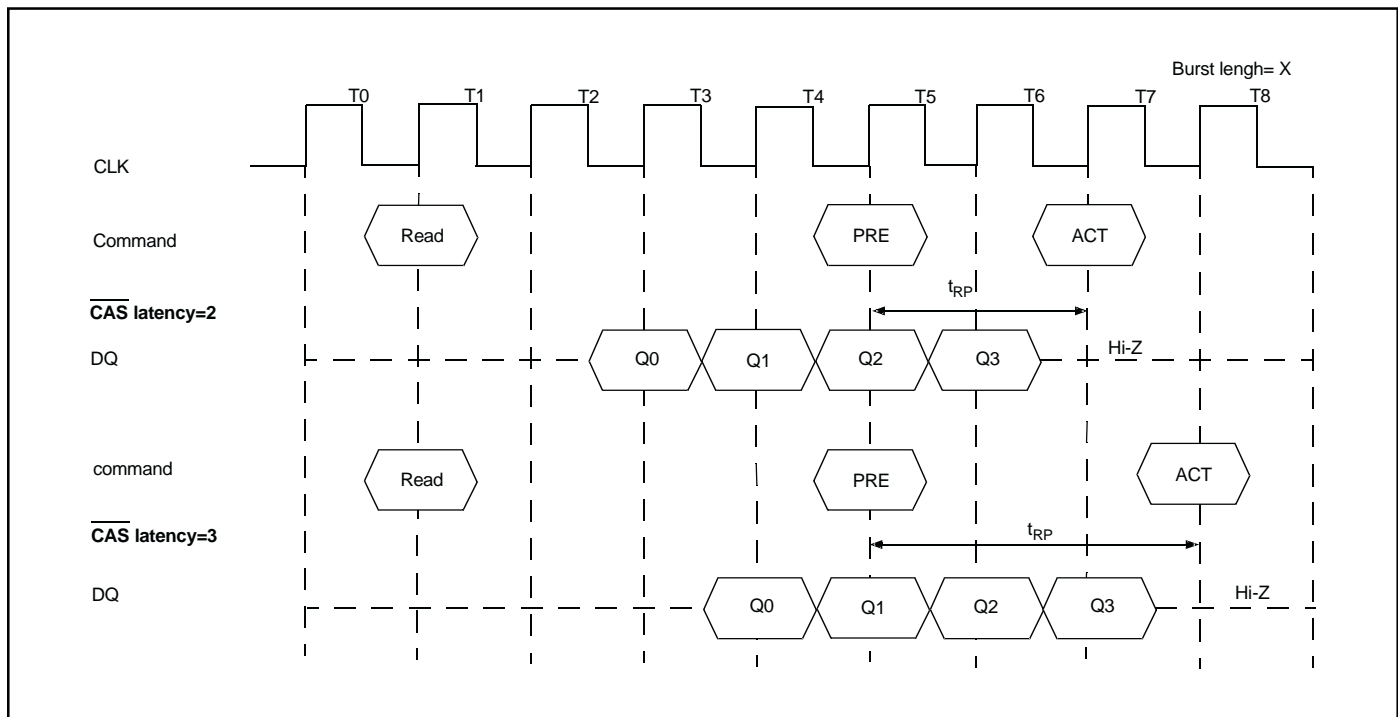 Burst lengh= X
T0 T1 T2 T3 T4 T5 T6 T7 T8
CLK
Command Read PRE ACT
tRP
CAS latency=2
DQ Q0 Q1 Q2 Q3 Hi-Z
command Read PRE ACT
CAS latency=3
tRP
DQ Q0 Q1 Q2 Q3 Hi-Z